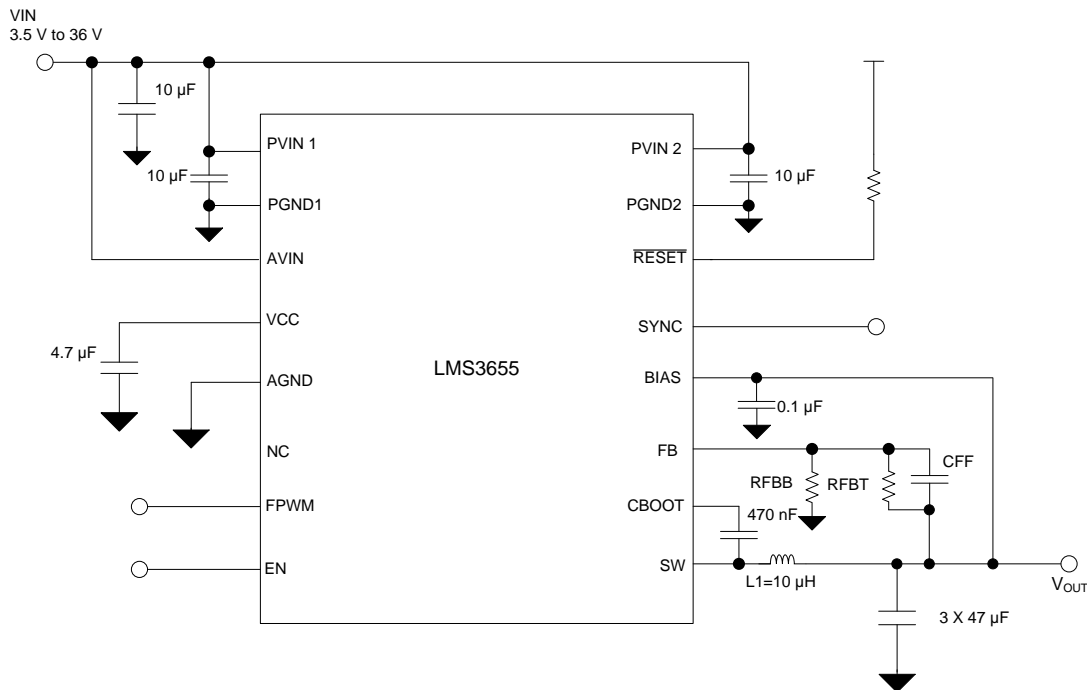 VIN
3.5 V to 36 V
10 µF
10 µF
10 µF
PVIN 1
PVIN 2
PGND1
PGND2
AVIN
RESET
VCC
SYNC
4.7 µF
LMS3655
AGND
BIAS
0.1 µF
NC
FB
CFF
RFBB
RFBT
FPWM
CBOOT
470 nF
EN
SW
L1=10 µH
VOUT
3 X 47 µF